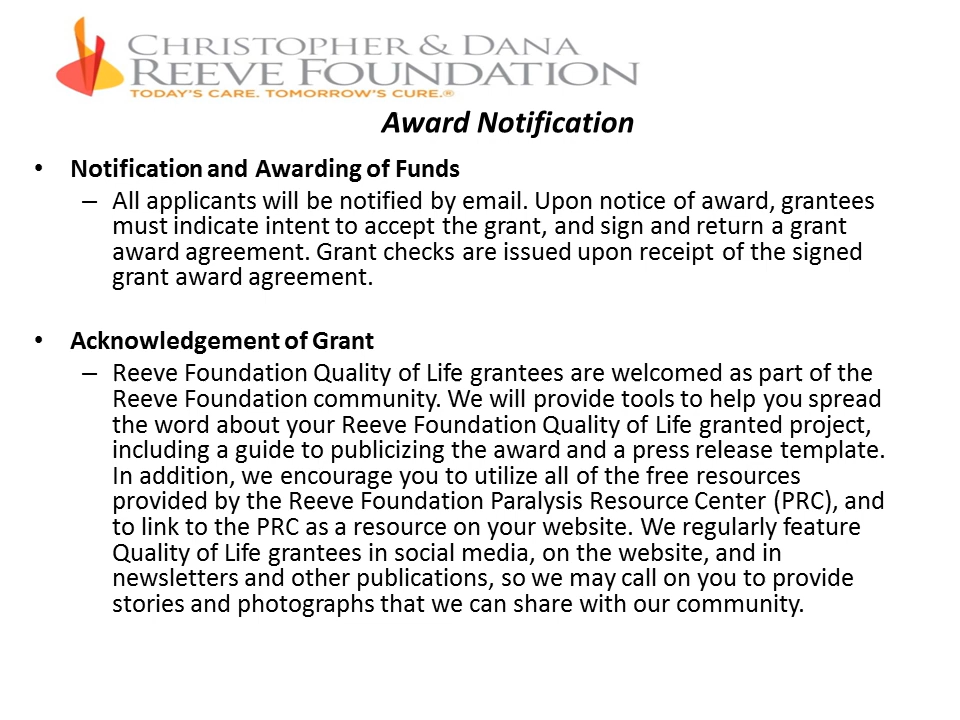 CHRISTOPHER & DANA
REEVE FOUNDATION
TODAY'S CARE. TOMORROW'S CURE.®
Award Notification
• Notification and Awarding of Funds
– All applicants will be notified by email. Upon notice of award, grantees
must indicate intent to accept the grant, and sign and return a grant
award agreement. Grant checks are issued upon receipt of the signed
grant award agreement.
• Acknowledgement of Grant
– Reeve Foundation Quality of Life grantees are welcomed as part of the
Reeve Foundation community. We will provide tools to help you spread
the word about your Reeve Foundation Quality of Life granted project,
including a guide to publicizing the award and a press release template.
In addition, we encourage you to utilize all of the free resources
provided by the Reeve Foundation Paralysis Resource Center (PRC), and
to link to the PRC as a resource on your website. We regularly feature
Quality of Life grantees in social media, on the website, and in
newsletters and other publications, so we may call on you to provide
stories and photographs that we can share with our community.